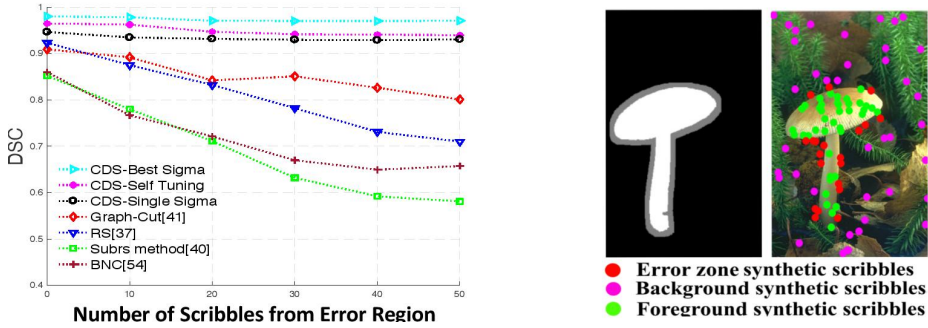 1
0.9
0.8
0.7
0.6
0.5
0.4
DSC
CDS-Best Sigma
CDS-Self Tuning
CDS-Single Sigma
Graph-Cut[41]
RS[37]
Subrs method[40]
BNC[54]
0 10 20 30 40 50
Number of Scribbles from Error Region
Error zone synthetic scribbles
Background synthetic scribbles
Foreground synthetic scribbles